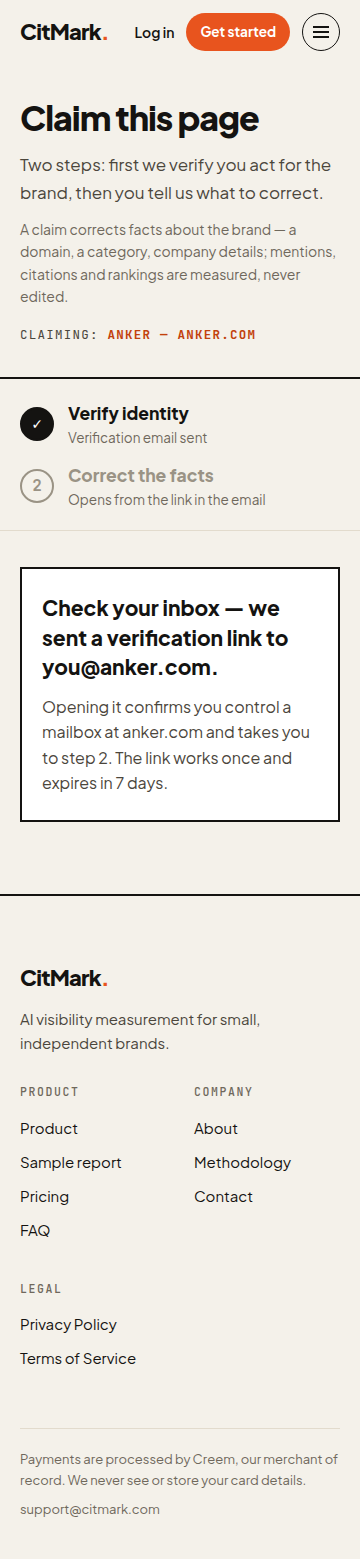 CitMark.
Log in
Get started
Claim this page
Two steps: first we verify you act for the
brand, then you tell us what to correct.
A claim corrects facts about the brand — a
domain, a category, company details; mentions,
citations and rankings are measured, never
edited.
CLAIMING: ANKER — ANKER.COM
✓
Verify identity
Verification email sent
2
Correct the facts
Opens from the link in the email
Check your inbox — we
sent a verification link to
you@anker.com.
Opening it confirms you control a
mailbox at anker.com and takes you
to step 2. The link works once and
expires in 7 days.
CitMark.
AI visibility measurement for small,
independent brands.
PRODUCT
Product
Sample report
Pricing
FAQ
COMPANY
About
Methodology
Contact
LEGAL
Privacy Policy
Terms of Service
Payments are processed by Creem, our merchant of
record. We never see or store your card details.
support@citmark.com